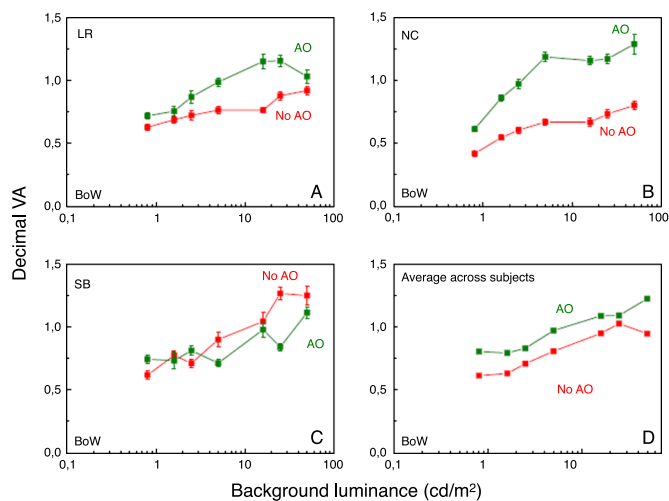 Decimal VA
1,5
1,0
0,5
0,0
LR
AO
No AO
BoW
A
0,1
1
10
100
1,5
1,0
0,5
0,0
NC
AO
No AO
BoW
B
0,1
1
10
100
1,5
1,0
0,5
0,0
SB
No AO
AO
BoW
C
0,1
1
10
100
1,5
1,0
0,5
0,0
Average across subjects
AO
No AO
BoW
D
0,1
1
10
100
Background luminance (cd/m²)